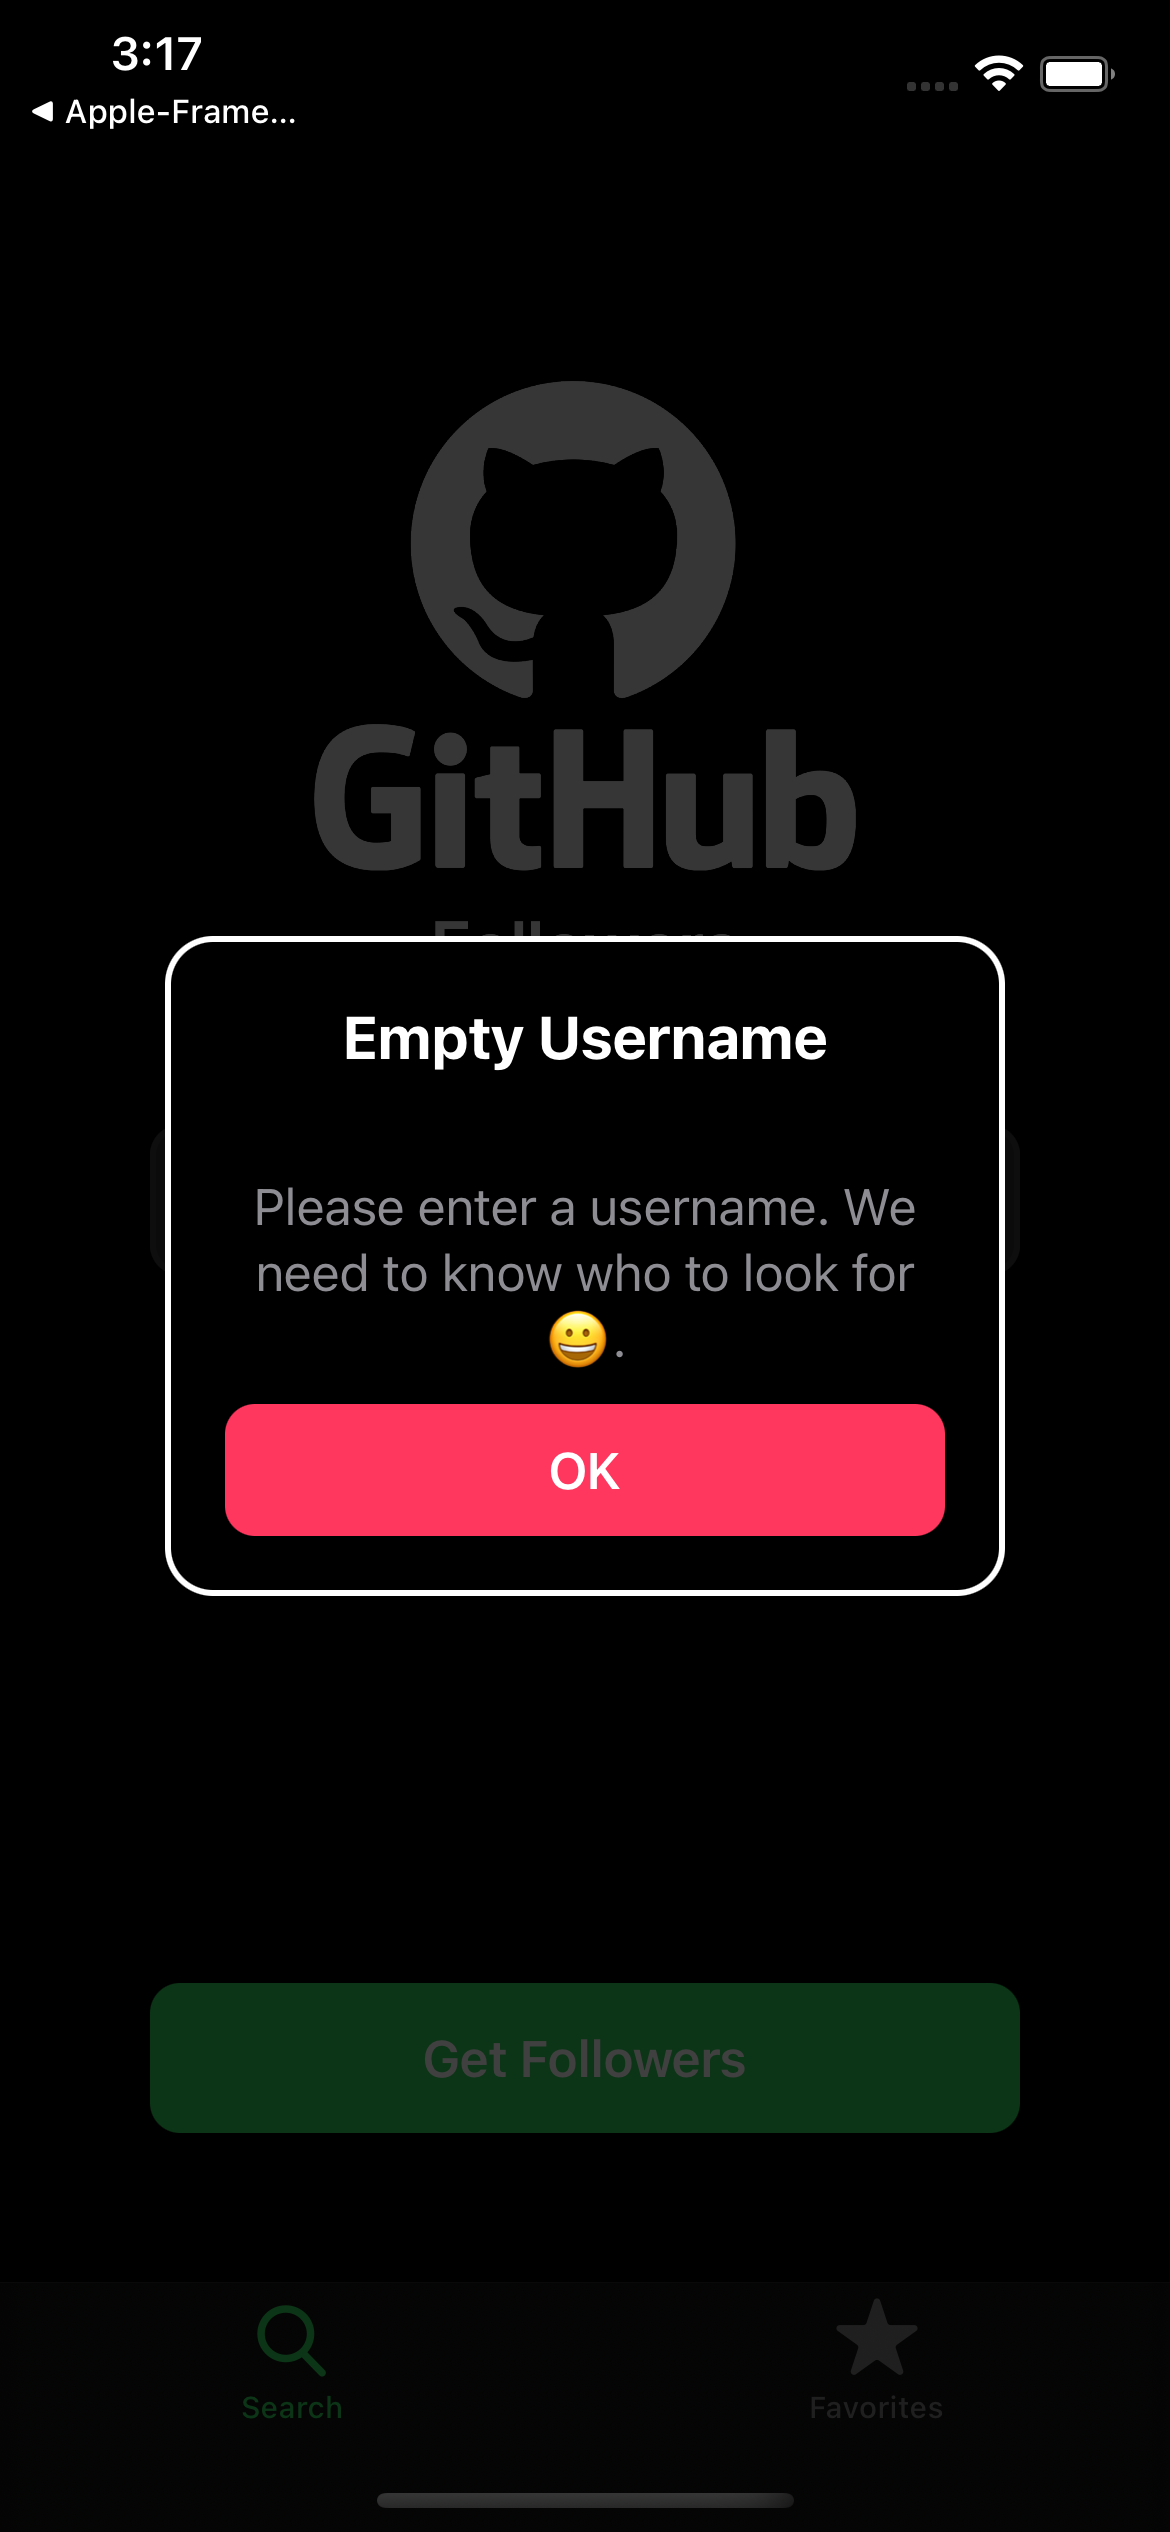 3:17
◀ Apple-Frame...
GitHub
Followers
Empty Username
Please enter a username. We
need to know who to look for
😀.
OK
Get Followers
Search
Favorites